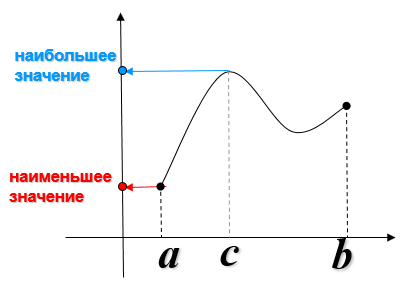 наибольшее
значение
наименьшее
значение
a c b